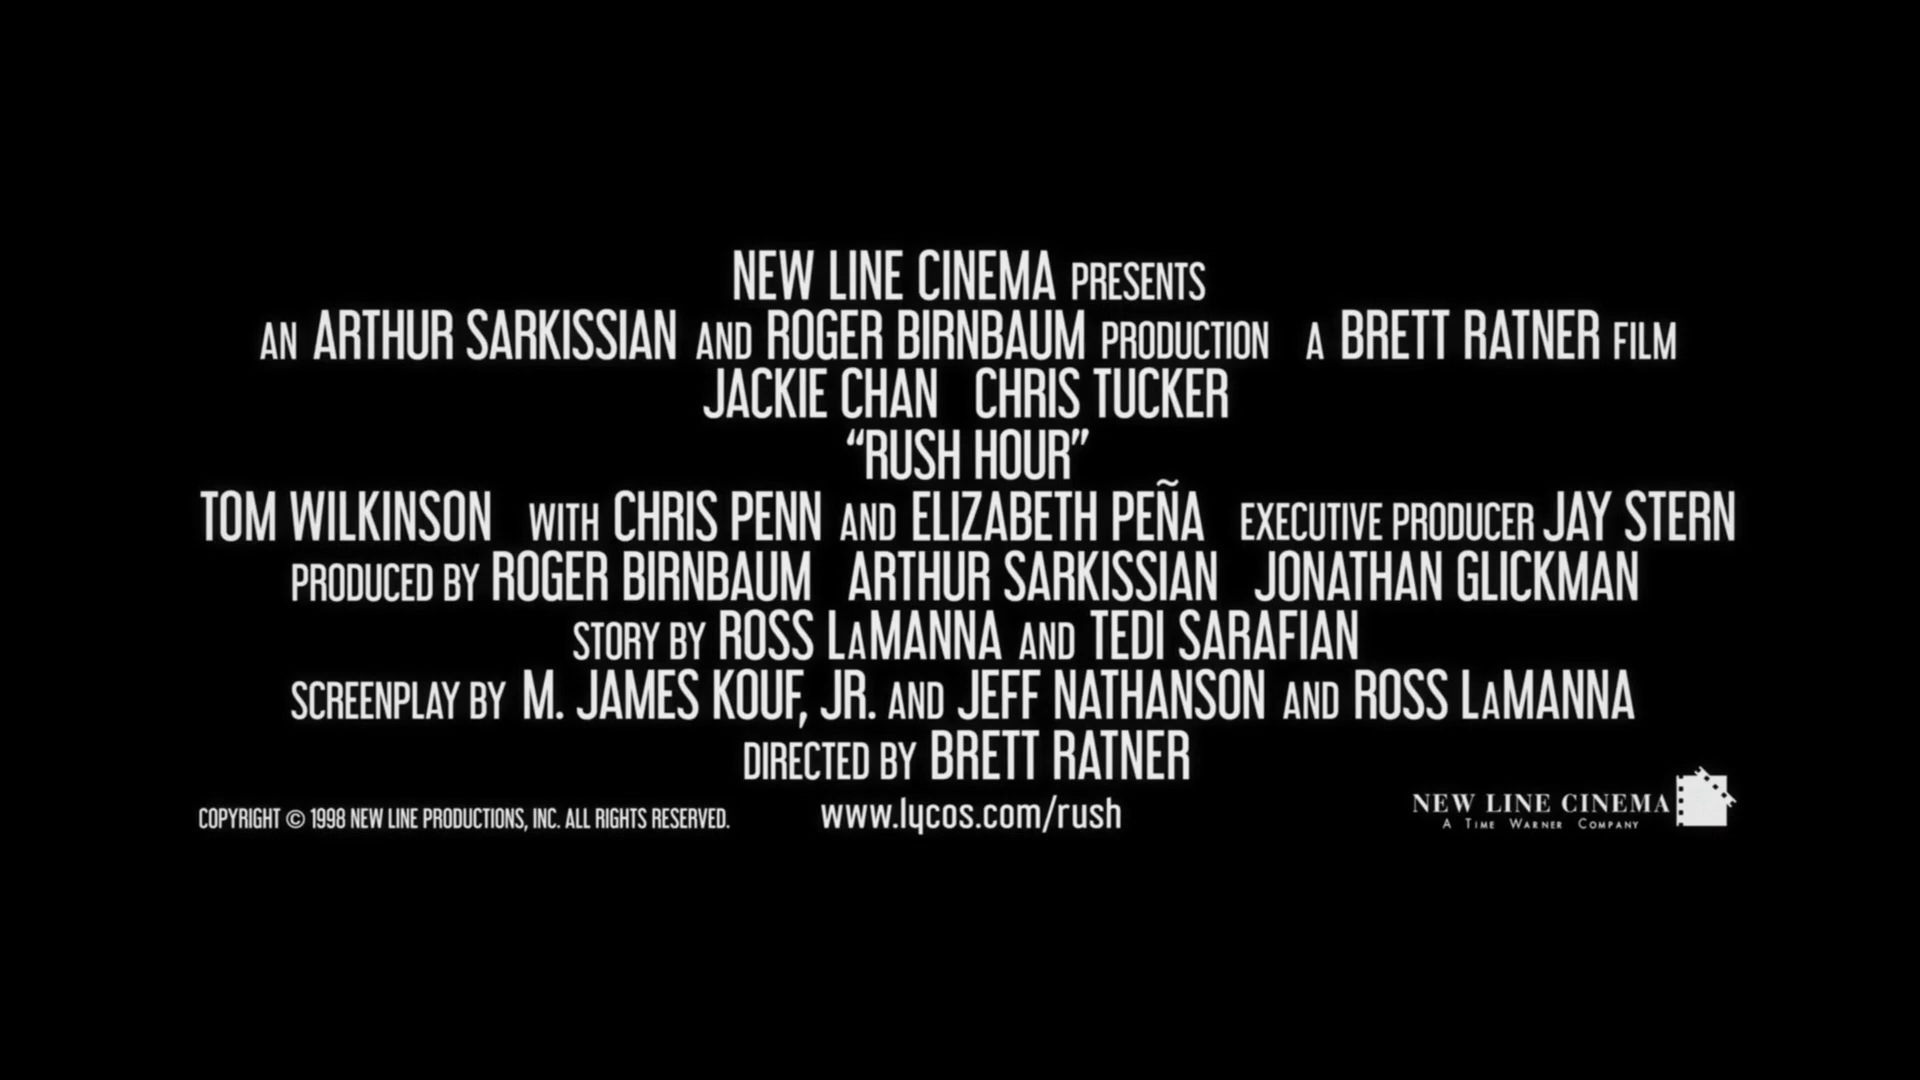 NEW LINE CINEMA PRESENTS
AN ARTHUR SARKISSIAN AND ROGER BIRNBAUM PRODUCTION A BRETT RATNER FILM
JACKIE CHAN CHRIS TUCKER
“RUSH HOUR”
TOM WILKINSON WITH CHRIS PENN AND ELIZABETH PEÑA EXECUTIVE PRODUCER JAY STERN
PRODUCED BY ROGER BIRNBAUM ARTHUR SARKISSIAN JONATHAN GLICKMAN
STORY BY ROSS LAMANNA AND TEDI SARAFIAN
SCREENPLAY BY M. JAMES KOUF, JR. AND JEFF NATHANSON AND ROSS LAMANNA
DIRECTED BY BRETT RATNER
COPYRIGHT © 1998 NEW LINE PRODUCTIONS, INC. ALL RIGHTS RESERVED.
www.lycos.com/rush
NEW LINE CINEMA
A TIME WARNER COMPANY